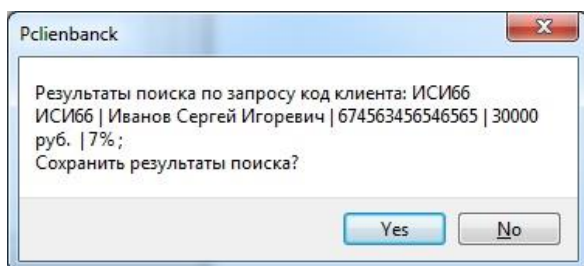 Pclienbanck
Результаты поиска по запросу код клиента: ИСИ66
ИСИ66 | Иванов Сергей Игоревич | 674563456546565 | 30000
руб. | 7% ;
Сохранить результаты поиска?
Yes No